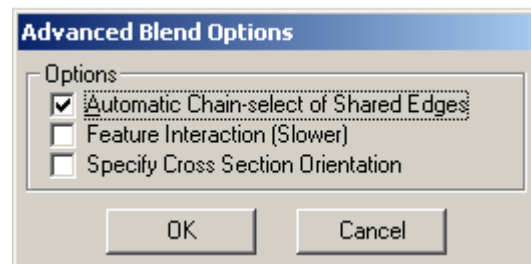 Advanced Blend Options
Options
Automatic Chain-select of Shared Edges
Feature Interaction (Slower)
Specify Cross Section Orientation
OK Cancel